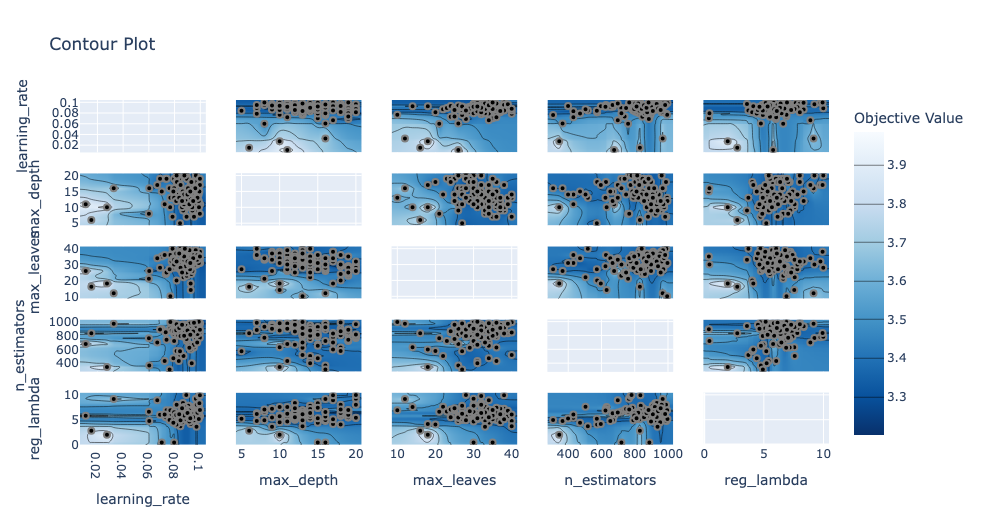 Contour Plot
learning_rate
0.1
0.08
0.06
0.04
0.02
max_depth
20
15
10
5
max_leaves
40
30
20
10
n_estimators
1000
800
600
400
reg_lambda
10
5
0
0.02 0.04 0.06 0.08 0.1
5 10 15 20
10 20 30 40
400 600 800 1000
0 5 10
learning_rate
max_depth
max_leaves
n_estimators
reg_lambda
Objective Value
3.9
3.8
3.7
3.6
3.5
3.4
3.3